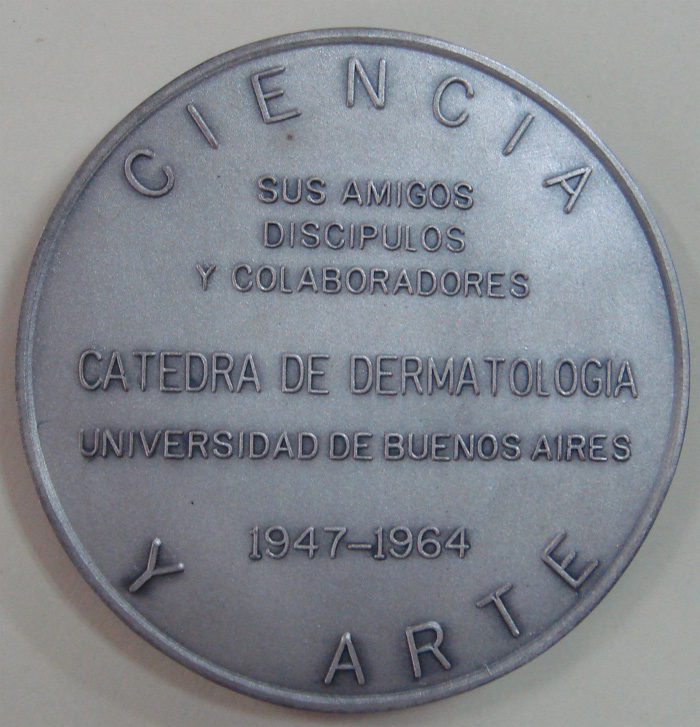 CIENCIA
SUS AMIGOS
DISCIPULOS
Y COLABORADORES
CATEDRA DE DERMATOLOGIA
UNIVERSIDAD DE BUENOS AIRES
1947-1964
Y ARTE